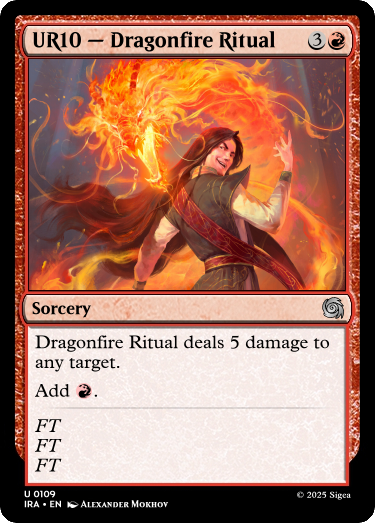 UR10 — Dragonfire Ritual 3
Sorcery
Dragonfire Ritual deals 5 damage to
any target.
Add .
FT
FT
FT
U 0109
IRA • EN Alexander Mokhov
© 2025 Sigea